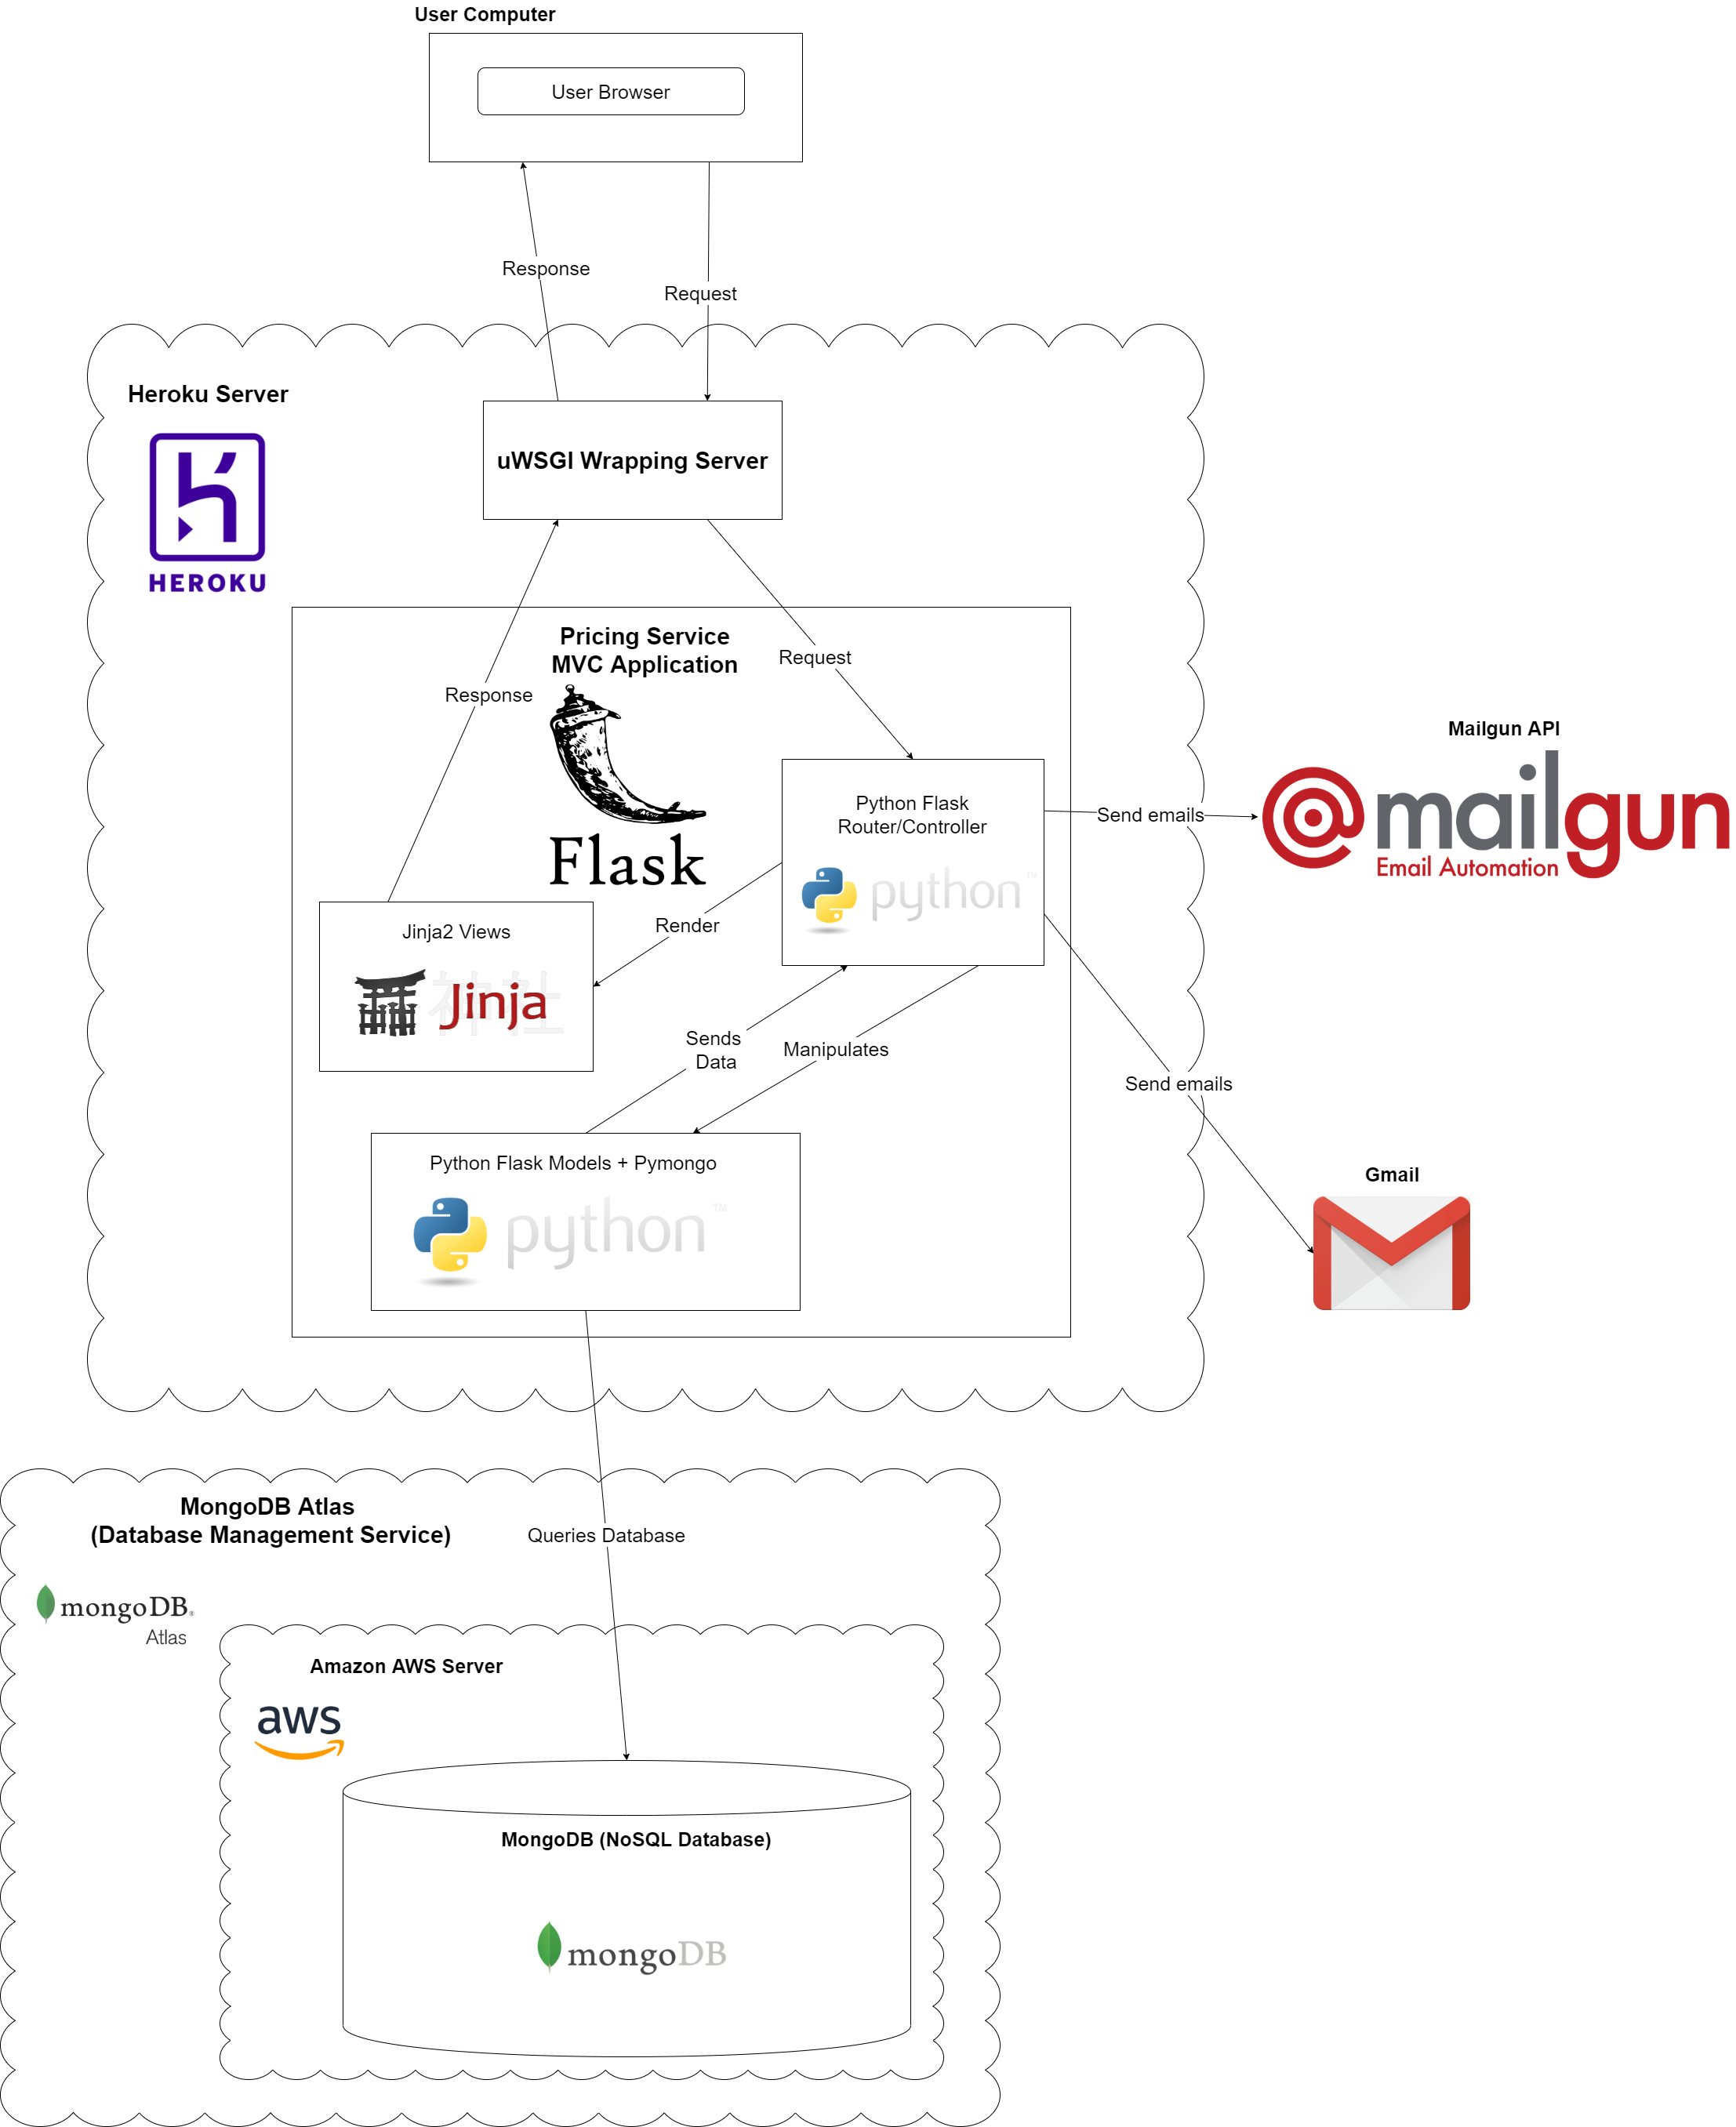 User Computer
User Browser
Response
Request
Heroku Server
HEROKU
uWSGI Wrapping Server
Pricing Service
MVC Application
Request
Response
Flask
Mailgun API
@mailgun
Email Automation
Python Flask
Router/Controller
python™
Send emails
Render
Jinja2 Views
神社
Jinja
Sends
Data
Manipulates
Send emails
Python Flask Models + Pymongo
python™
Gmail
MongoDB Atlas
(Database Management Service)
Queries Database
mongoDB®
Atlas
Amazon AWS Server
aws
MongoDB (NoSQL Database)
mongoDB